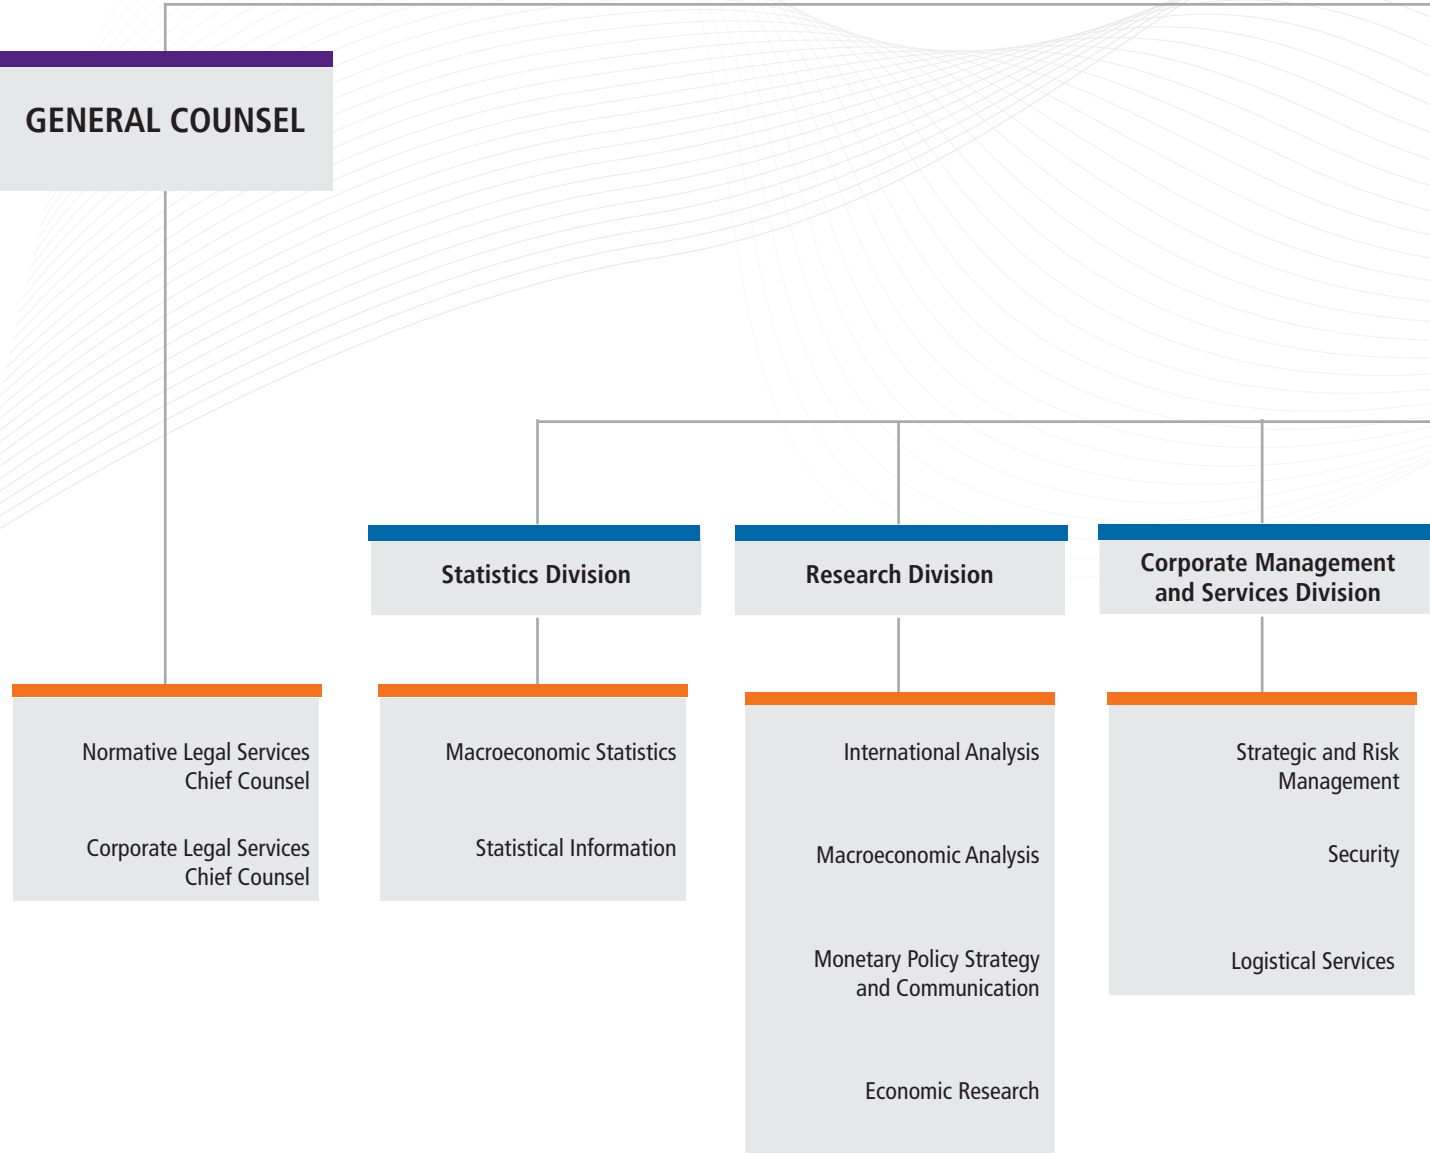 GENERAL COUNSEL
Statistics Division
Research Division
Corporate Management
and Services Division
Normative Legal Services
Chief Counsel
Corporate Legal Services
Chief Counsel
Macroeconomic Statistics
Statistical Information
International Analysis
Macroeconomic Analysis
Monetary Policy Strategy
and Communication
Economic Research
Strategic and Risk
Management
Security
Logistical Services